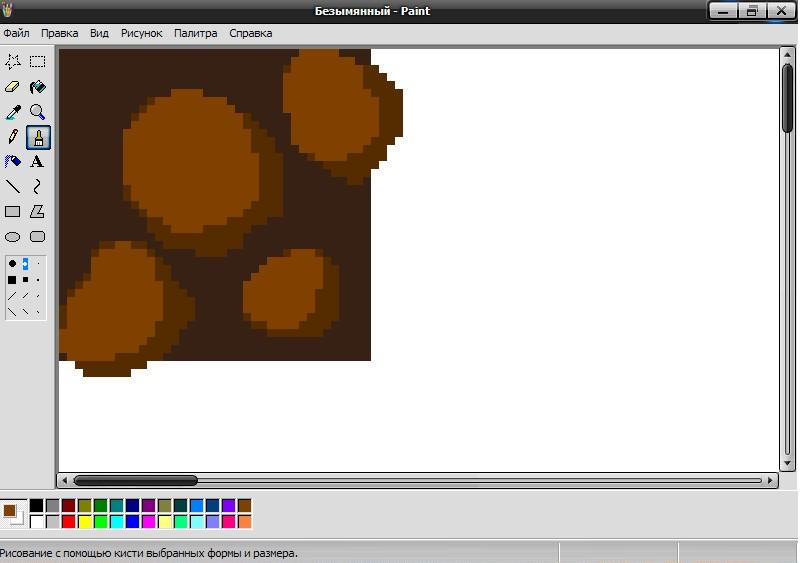 Безымянный - Paint
Файл Правка Вид Рисунок Палитра Справка
A
Рисование с помощью кисти выбранных формы и размера.